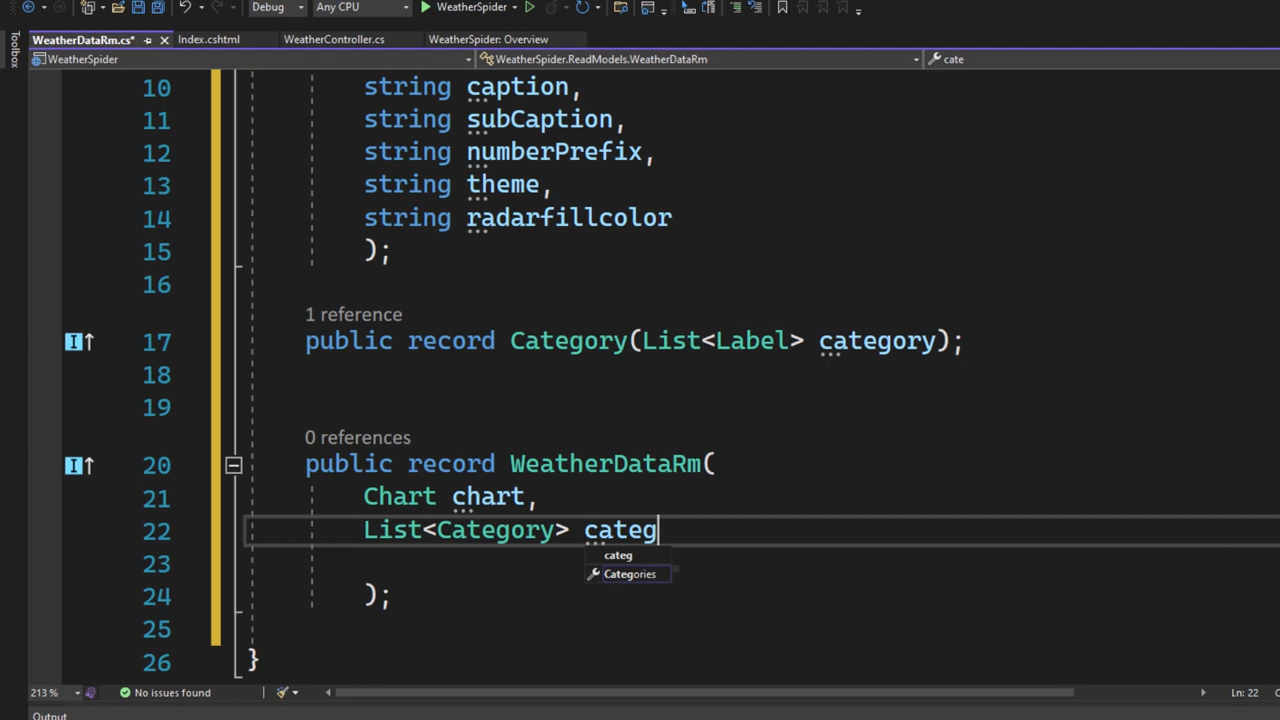 Debug Any CPU WeatherSpider
Toolbox
WeatherDataRm.cs* Index.cshtml WeatherController.cs WeatherSpider: Overview
WeatherSpider WeatherSpider.ReadModels.WeatherDataRm cate
10 string caption,
11 string subCaption,
12 string numberPrefix,
13 string theme,
14 string radarfillcolor
15 );
16
1 reference
17 public record Category(List<Label> category);
18
19
0 references
20 public record WeatherDataRm(
21 Chart chart,
22 List<Category> categ
categ
23
Categories
24 );
25
26 }
213 % No issues found Ln: 22 C
Output